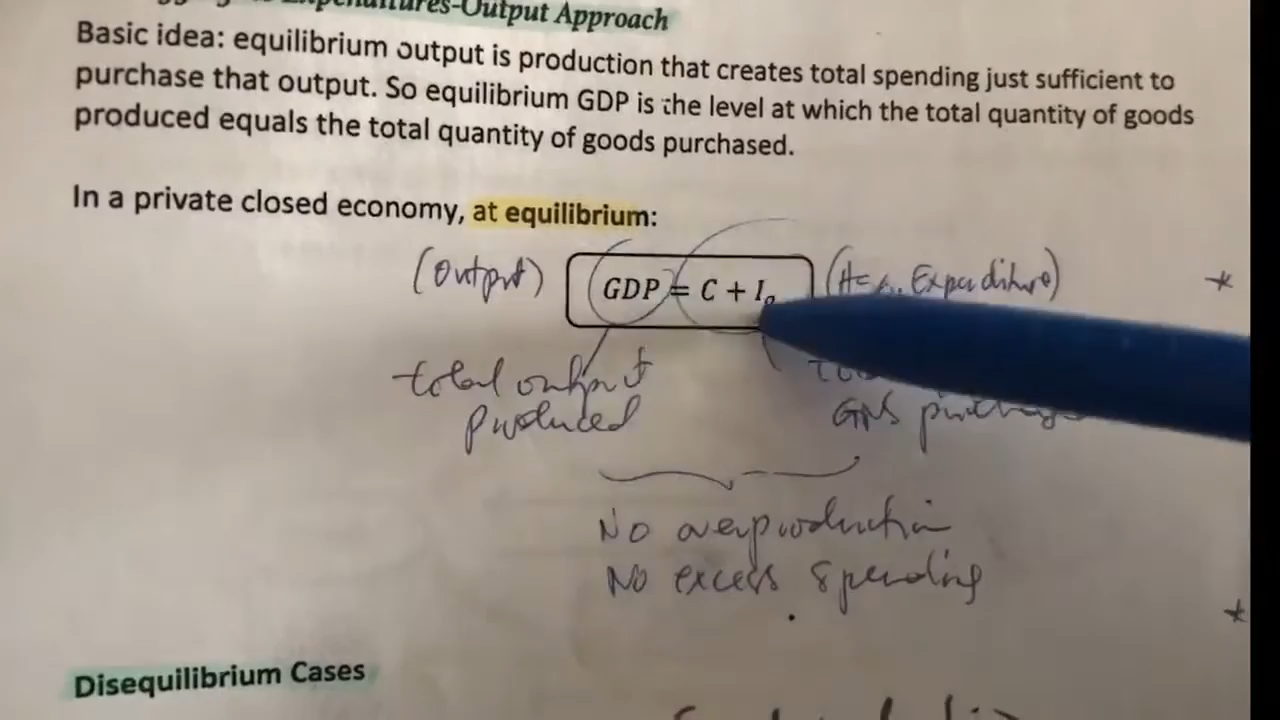 Expenditures-Output Approach
Basic idea: equilibrium output is production that creates total spending just sufficient to
purchase that output. So equilibrium GDP is the level at which the total quantity of goods
produced equals the total quantity of goods purchased.
In a private closed economy, at equilibrium:
(output) GDP = C + Ig Expenditure) *
total output
produced
No overproduction
No excess spending
*
Disequilibrium Cases